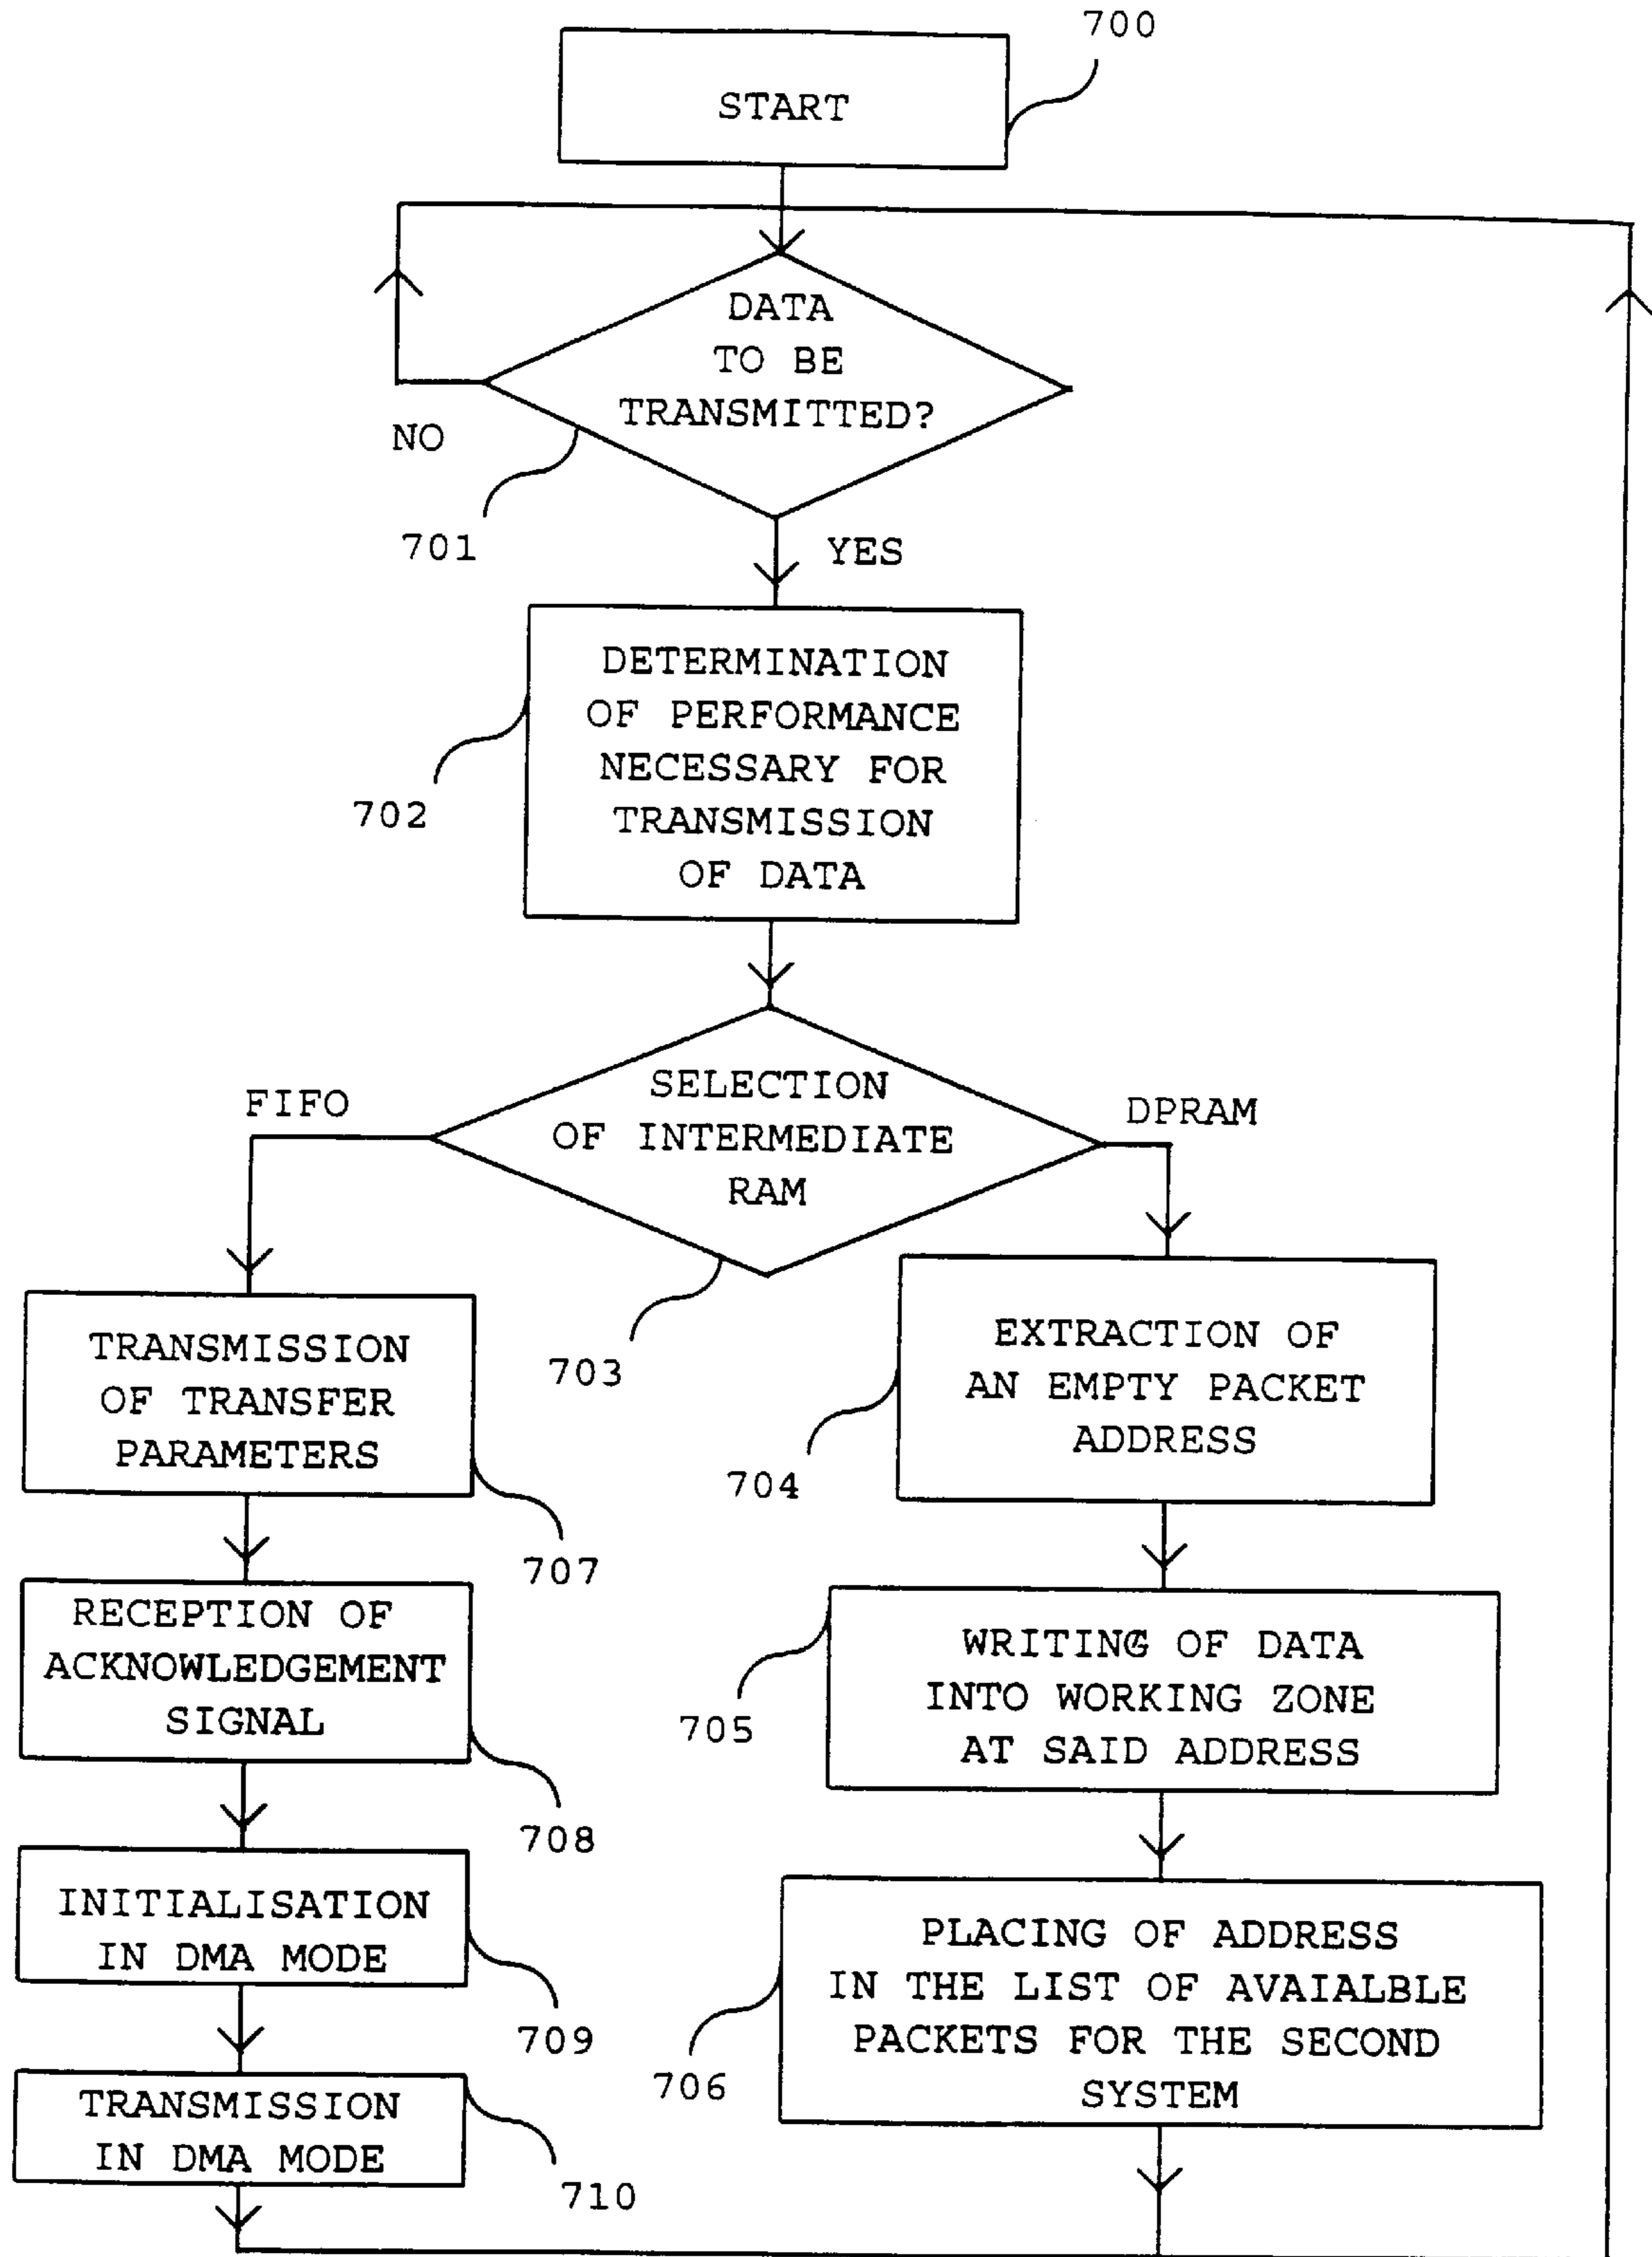 700
START
DATA
TO BE
TRANSMITTED?
NO
701
YES
DETERMINATION
OF PERFORMANCE
NECESSARY FOR
TRANSMISSION
OF DATA
702
SELECTION
OF INTERMEDIATE
RAM
FIFO
DPRAM
703
TRANSMISSION
OF TRANSFER
PARAMETERS
707
EXTRACTION OF
AN EMPTY PACKET
ADDRESS
704
RECEPTION OF
ACKNOWLEDGEMENT
SIGNAL
708
WRITING OF DATA
INTO WORKING ZONE
AT SAID ADDRESS
705
INITIALISATION
IN DMA MODE
709
PLACING OF ADDRESS
IN THE LIST OF AVAIALBLE
PACKETS FOR THE SECOND
SYSTEM
706
TRANSMISSION
IN DMA MODE
710